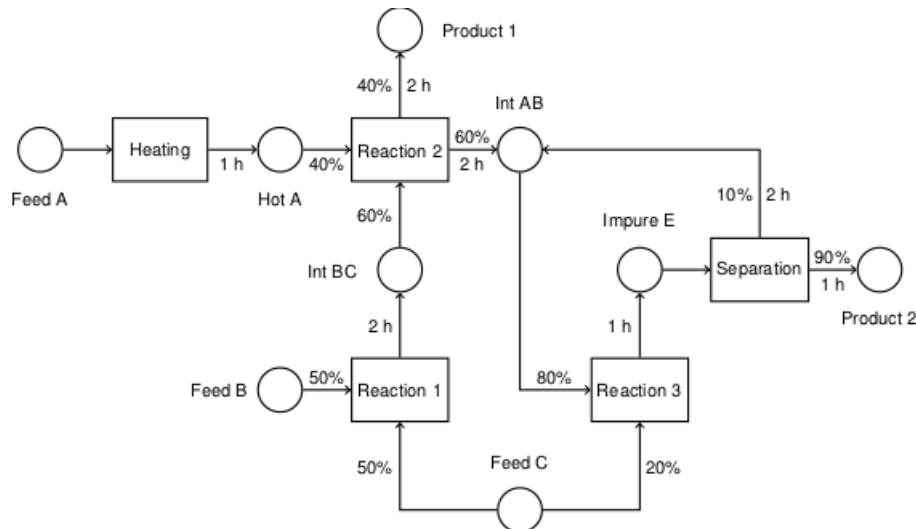 Product 1
40%
2 h
Int AB
Heating
1 h
40%
Reaction 2
60%
2 h
Feed A
Hot A
60%
10%
2 h
Impure E
Int BC
Separation
90%
1 h
Product 2
2 h
1 h
Feed B
50%
Reaction 1
80%
Reaction 3
50%
Feed C
20%